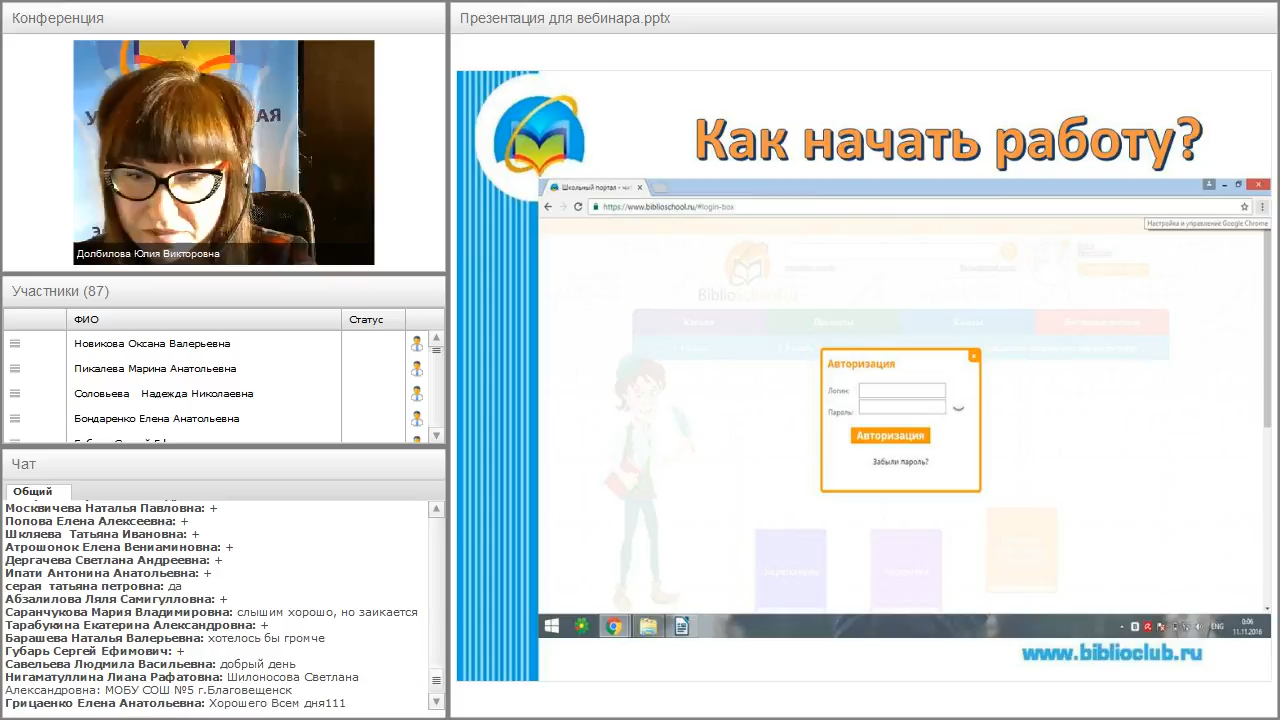 Конференция
Долбилова Юлия Викторовна
Участники (87)
ФИО
Статус
Новикова Оксана Валерьевна
Пикалева Марина Анатольевна
Соловьева Надежда Николаевна
Бондаренко Елена Анатольевна
Чат
Общий
Москвичева Наталья Павловна: +
Попова Елена Алексеевна: +
Шкляева Татьяна Ивановна: +
Атрошонок Елена Вениаминовна: +
Дергачева Светлана Андреевна: +
Ипати Антонина Анатольевна: +
серая татьяна петровна: да
Абзалилова Ляля Самигулловна: +
Саранчукова Мария Владимировна: слышим хорошо, но заикается
Тарабукина Екатерина Александровна: +
Барашева Наталья Валерьевна: хотелось бы громче
Губарь Сергей Ефимович: +
Савельева Людмила Васильевна: добрый день
Нигаматуллина Лиана Рафатовна: Шилоносова Светлана
Александровна: МОБУ СОШ №5 г.Благовещенск
Грицаенко Елена Анатольевна: Хорошего Всем дня111
Презентация для вебинара.pptx
Как начать работу?
Школьный портал - чит
https://www.biblioschool.ru/#login-box
Настройка и управление Google Chrome
Biblioschool.ru
Авторизация
Логин:
Пароль:
Авторизация
Забыли пароль?
ENG
0:06
11.11.2016
www.biblioclub.ru